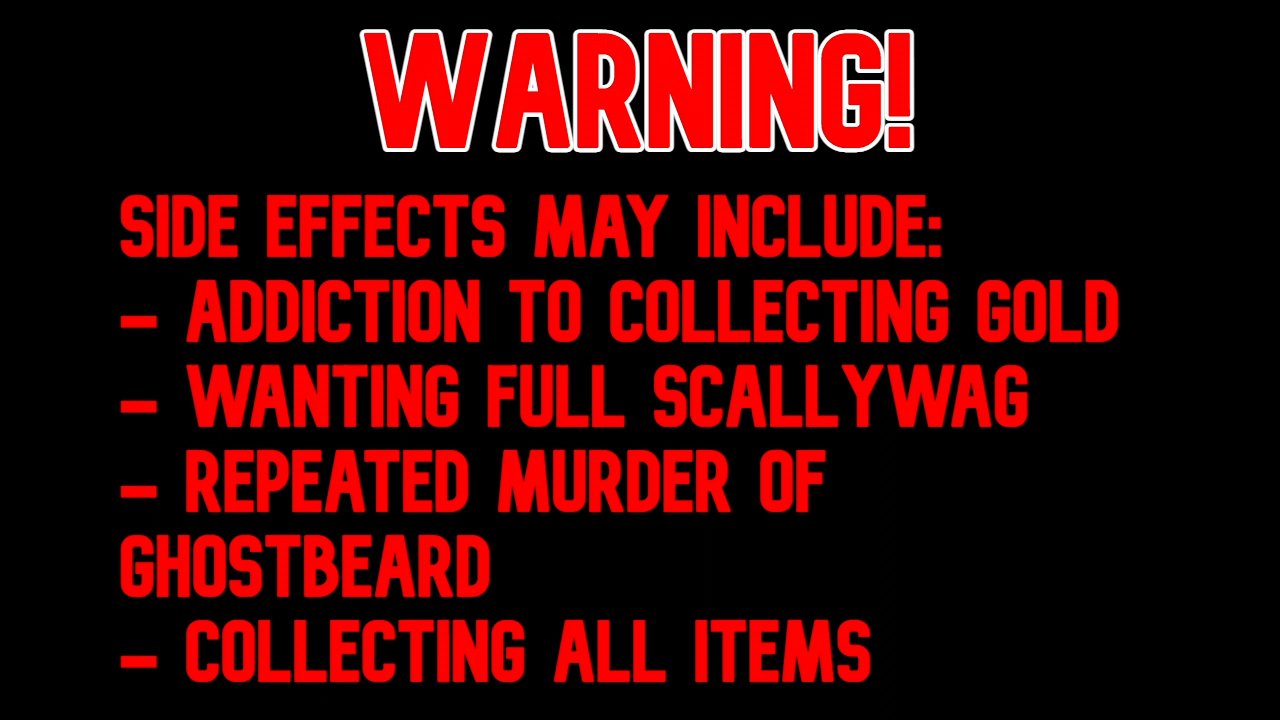 WARNING!
SIDE EFFECTS MAY INCLUDE:
- ADDICTION TO COLLECTING GOLD
- WANTING FULL SCALLYWAG
- REPEATED MURDER OF
GHOSTBEARD
- COLLECTING ALL ITEMS